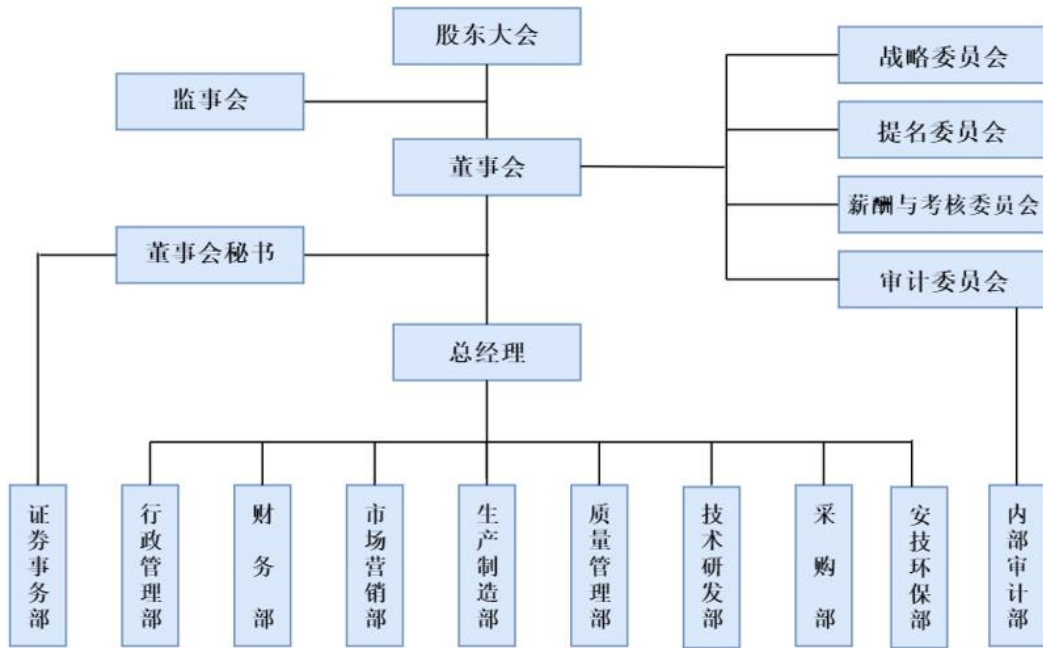 股东大会
战略委员会
监事会
提名委员会
董事会
薪酬与考核委员会
董事会秘书
审计委员会
总经理
证券事务部
行政管理部
财务部
市场营销部
生产制造部
质量管理部
技术研发部
采购部
安技环保部
内部审计部